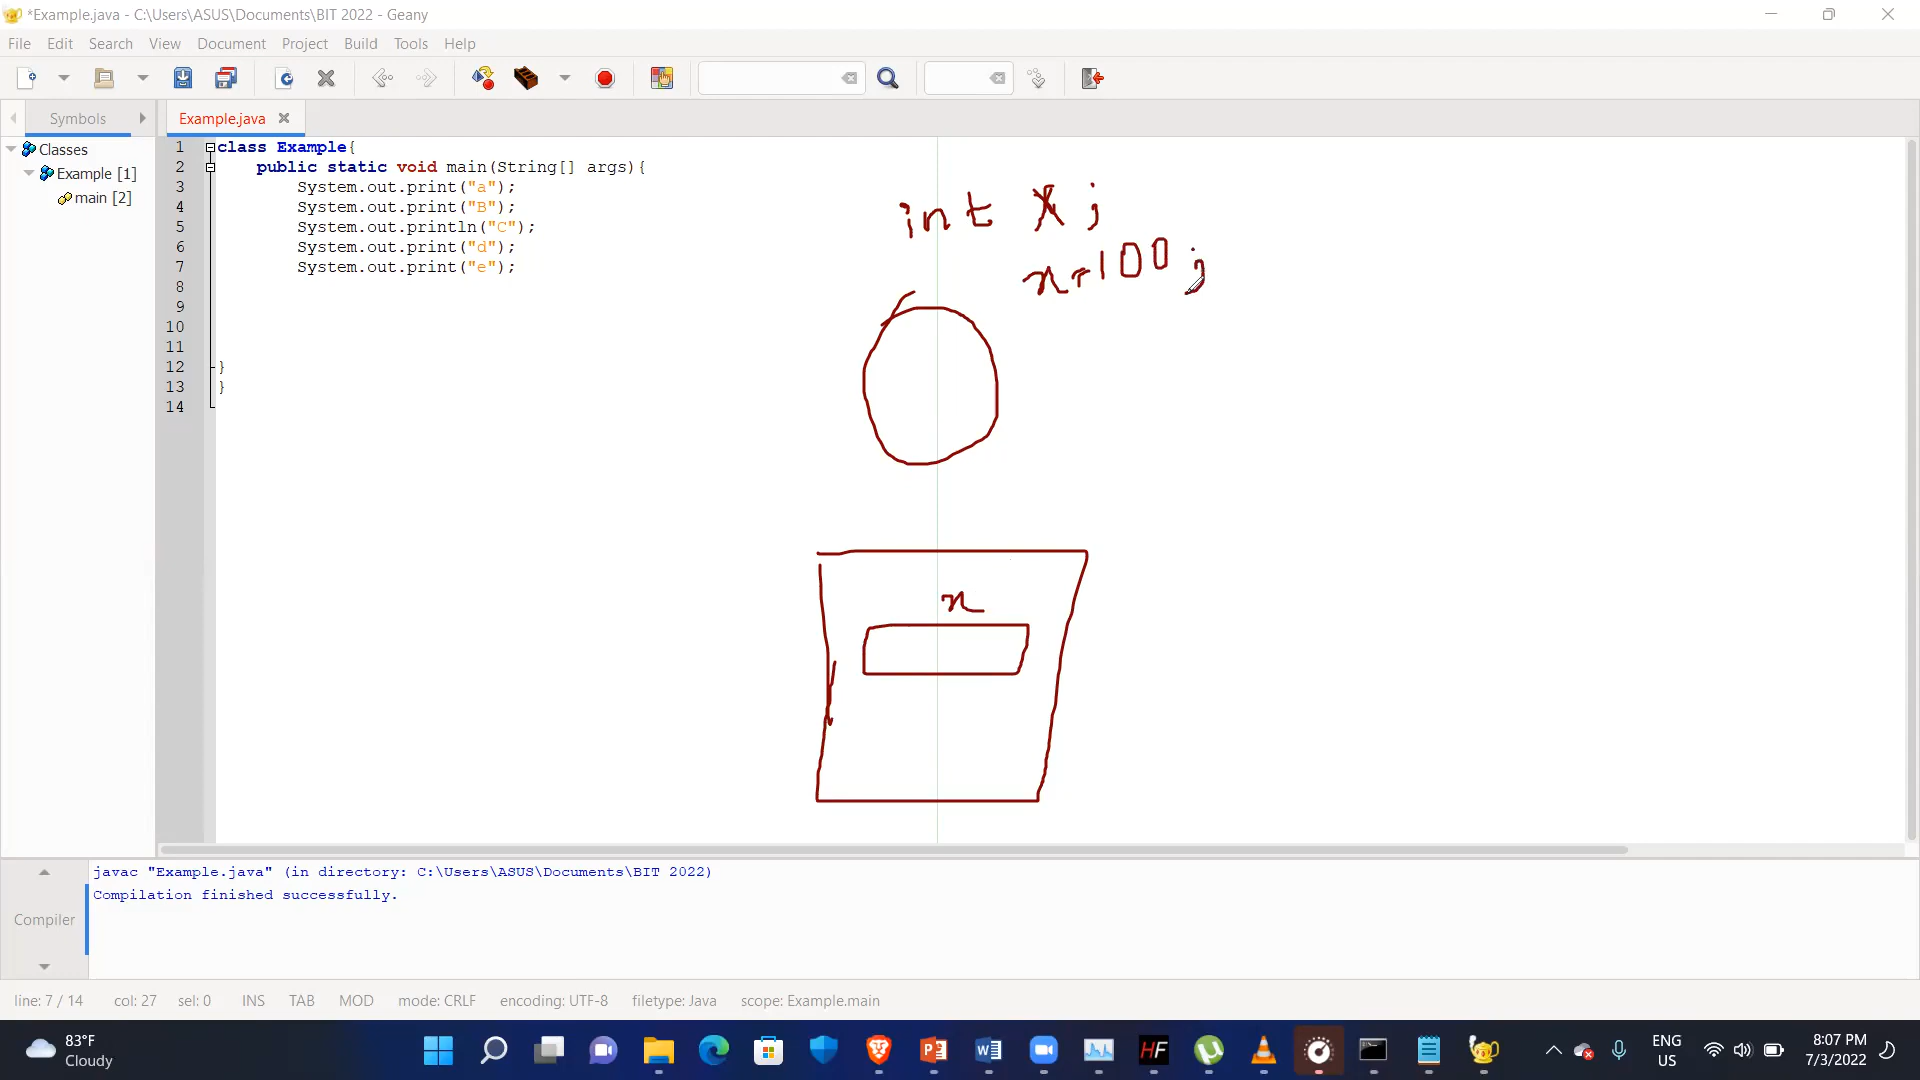 *Example.java - C:\Users\ASUS\Documents\BIT 2022 - Geany
File Edit Search View Document Project Build Tools Help
Symbols
Example.java
Classes
Example [1]
main [2]
1 class Example{
2 public static void main(String[] args){
3 System.out.print("a");
4 System.out.print("B");
5 System.out.println("C");
6 System.out.print("d");
7 System.out.print("e");
8
9
10
11
12 }
13 }
14
int x ;
x=100 ;
x
Compiler
javac "Example.java" (in directory: C:\Users\ASUS\Documents\BIT 2022)
Compilation finished successfully.
line: 7 / 14 col: 27 sel: 0 INS TAB MOD mode: CRLF encoding: UTF-8 filetype: Java scope: Example.main
83°F
Cloudy
HF
ENG
US
8:07 PM
7/3/2022